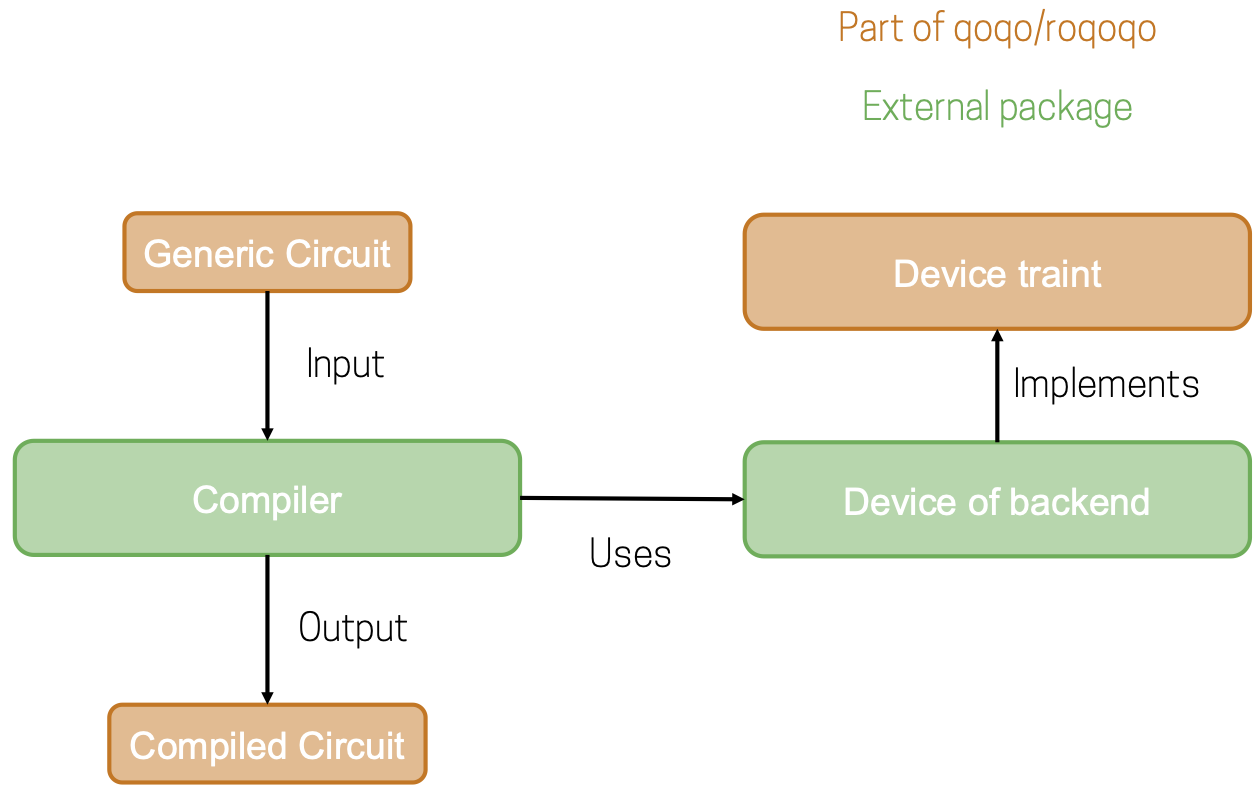 Part of qoqo/roqoqo
External package
Generic Circuit
Device traint
Input
Implements
Compiler
Device of backend
Uses
Output
Compiled Circuit